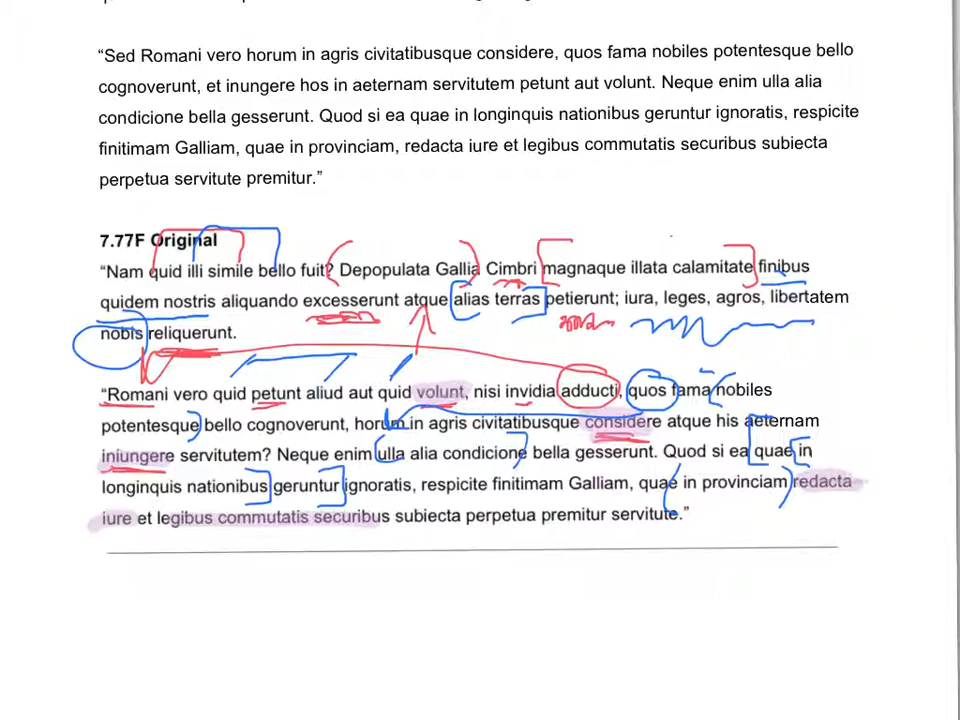 “Sed Romani vero horum in agris civitatibusque considere, quos fama nobiles potentesque bello
cognoverunt, et inungere hos in aeternam servitutem petunt aut volunt. Neque enim ulla alia
condicione bella gesserunt. Quod si ea quae in longinquis nationibus geruntur ignoratis, respicite
finitimam Galliam, quae in provinciam, redacta iure et legibus commutatis securibus subiecta
perpetua servitute premitur.”
7.77F Original
“Nam quid illi simile bello fuit? Depopulata Gallia Cimbri magnaque illata calamitate finibus
quidem nostris aliquando excesserunt atque alias terras petierunt; iura, leges, agros, libertatem
nobis reliquerunt.
“Romani vero quid petunt aliud aut quid volunt, nisi invidia adducti, quos fama nobiles
potentesque bello cognoverunt, horum in agris civitatibusque considere atque his aeternam
iniungere servitutem? Neque enim ulla alia condicione bella gesserunt. Quod si ea quae in
longinquis nationibus geruntur ignoratis, respicite finitimam Galliam, quae in provinciam redacta
iure et legibus commutatis securibus subiecta perpetua premitur servitute.”